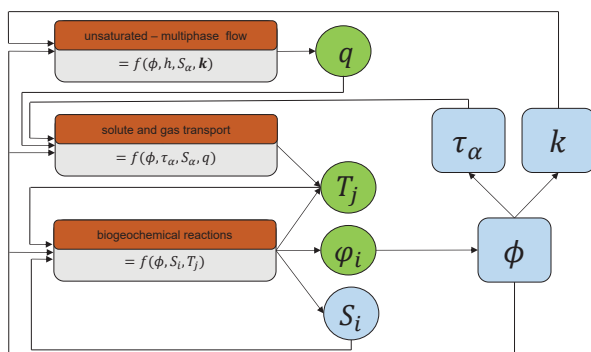 unsaturated – multiphase flow
= f(ϕ, h, S_α, k)
q
solute and gas transport
= f(ϕ, τ_α, S_α, q)
τ_α
k
T_j
biogeochemical reactions
= f(ϕ, S_i, T_j)
φ_i
ϕ
S_i